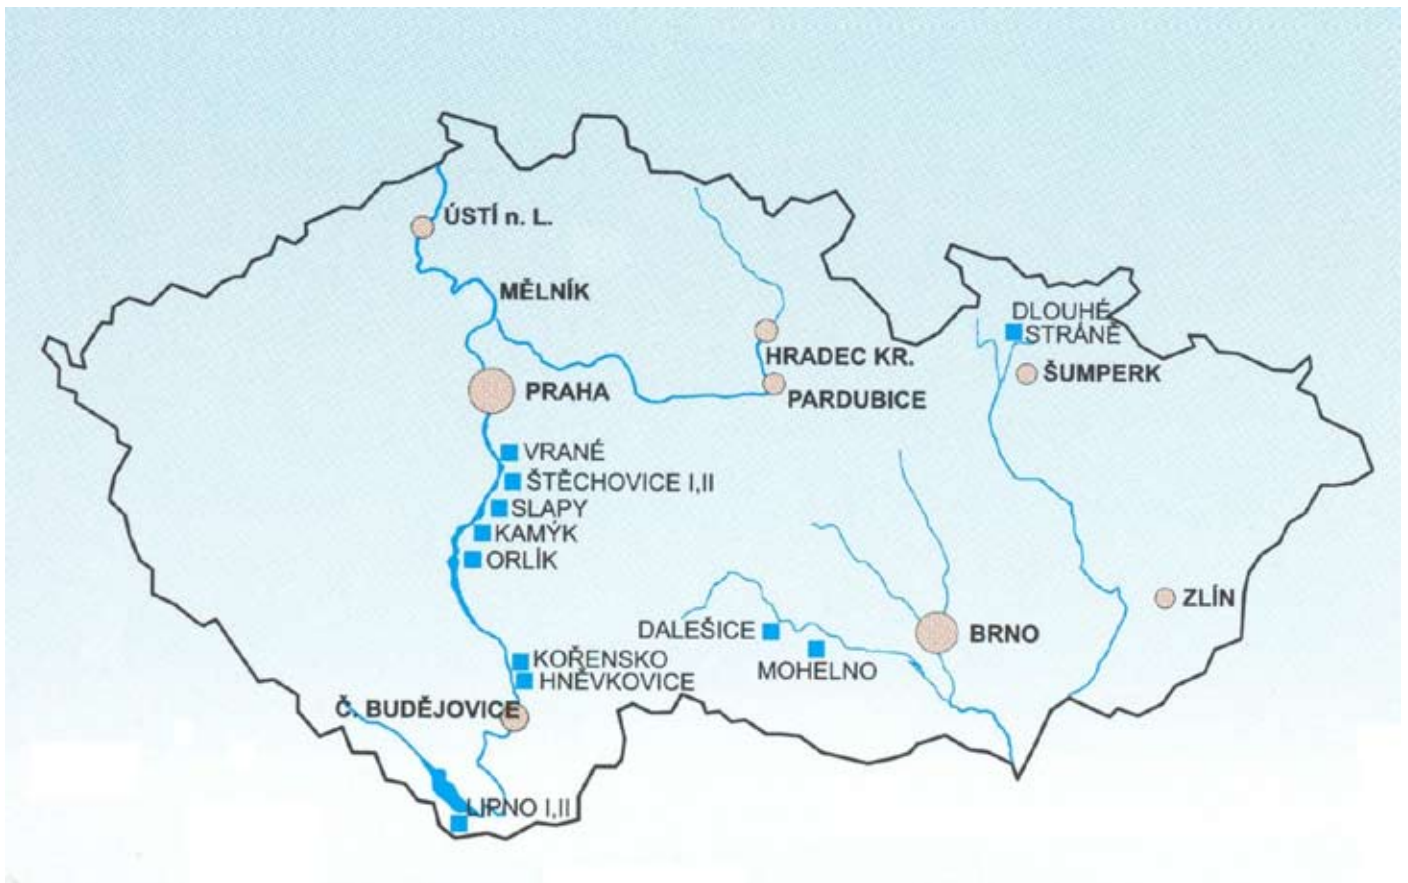 ÚSTÍ n. L.
MĚLNÍK
DLOUHÉ
STRÁNĚ
HRADEC KR.
ŠUMPERK
PRAHA
PARDUBICE
VRANÉ
ŠTĚCHOVICE I,II
SLAPY
KAMÝK
ORLÍK
ZLÍN
DALEŠICE
BRNO
MOHELNO
KOŘENSKO
HNĚVKOVICE
Č. BUDĚJOVICE
LIPNO I,II